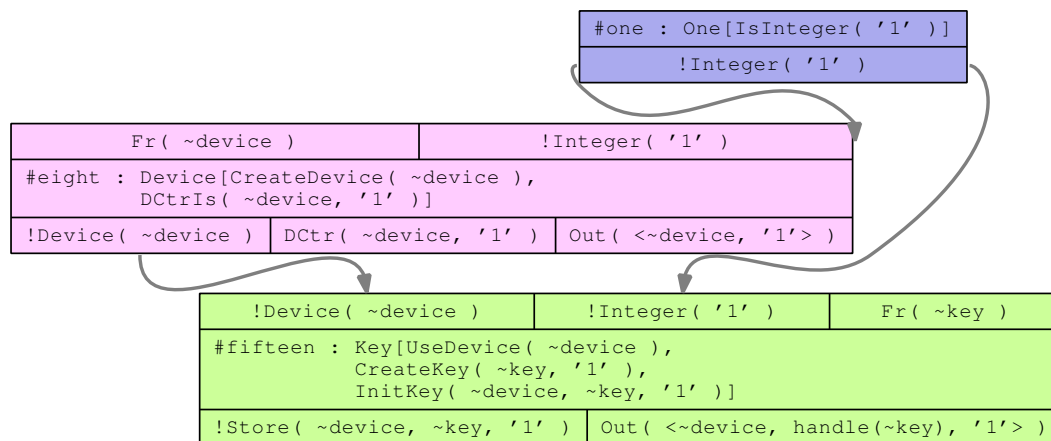 #one : One[IsInteger( '1' )]
!Integer( '1' )
Fr( ~device ) !Integer( '1' )
#eight : Device[CreateDevice( ~device ),
DCtrIs( ~device, '1' )]
!Device( ~device ) DCtr( ~device, '1' ) Out( <~device, '1'> )
!Device( ~device ) !Integer( '1' ) Fr( ~key )
#fifteen : Key[UseDevice( ~device ),
CreateKey( ~key, '1' ),
InitKey( ~device, ~key, '1' )]
!Store( ~device, ~key, '1' ) Out( <~device, handle(~key), '1'> )